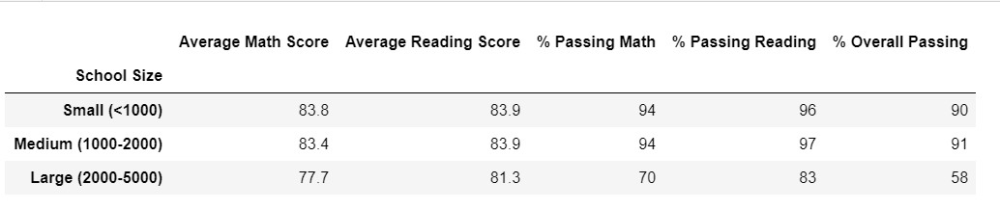 Average Math Score Average Reading Score % Passing Math % Passing Reading % Overall Passing
School Size
Small (<1000) 83.8 83.9 94 96 90
Medium (1000-2000) 83.4 83.9 94 97 91
Large (2000-5000) 77.7 81.3 70 83 58